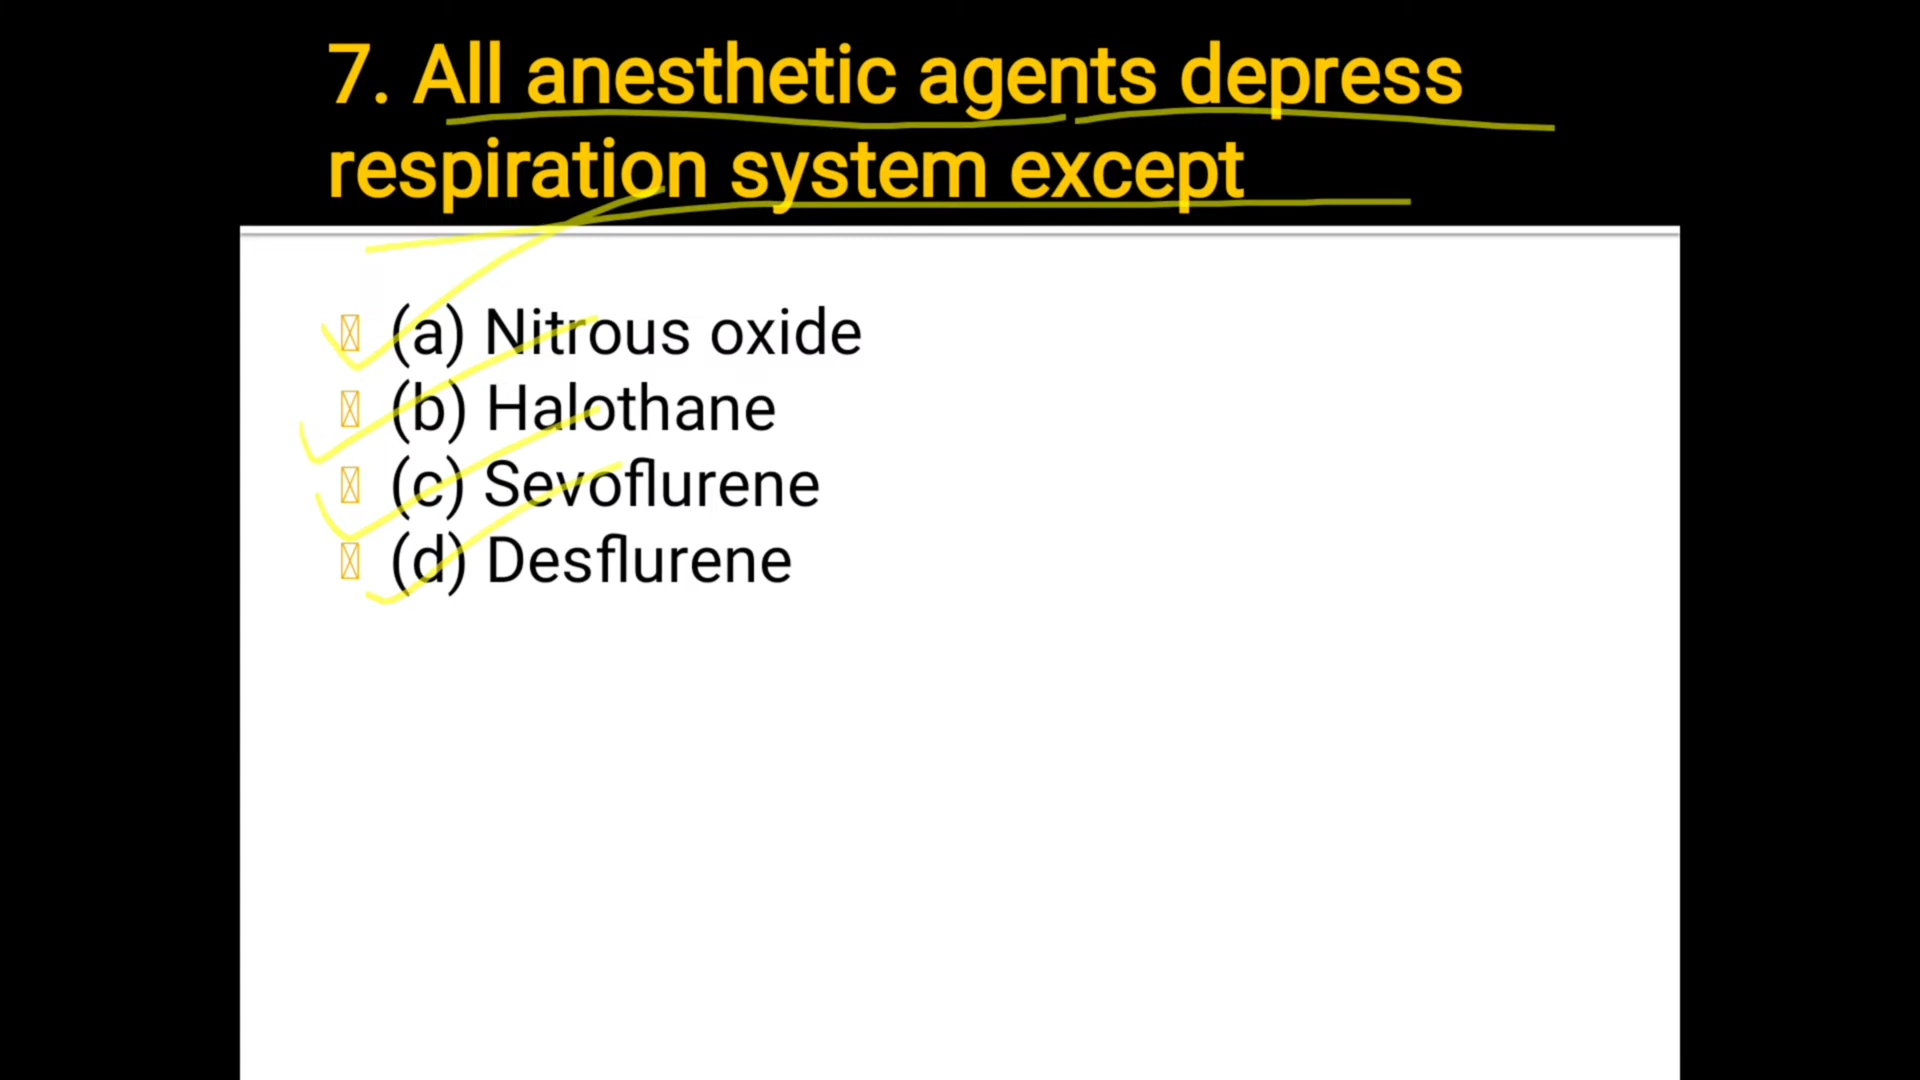 7. All anesthetic agents depress
respiration system except
(a) Nitrous oxide
(b) Halothane
(c) Sevoflurene
(d) Desflurene